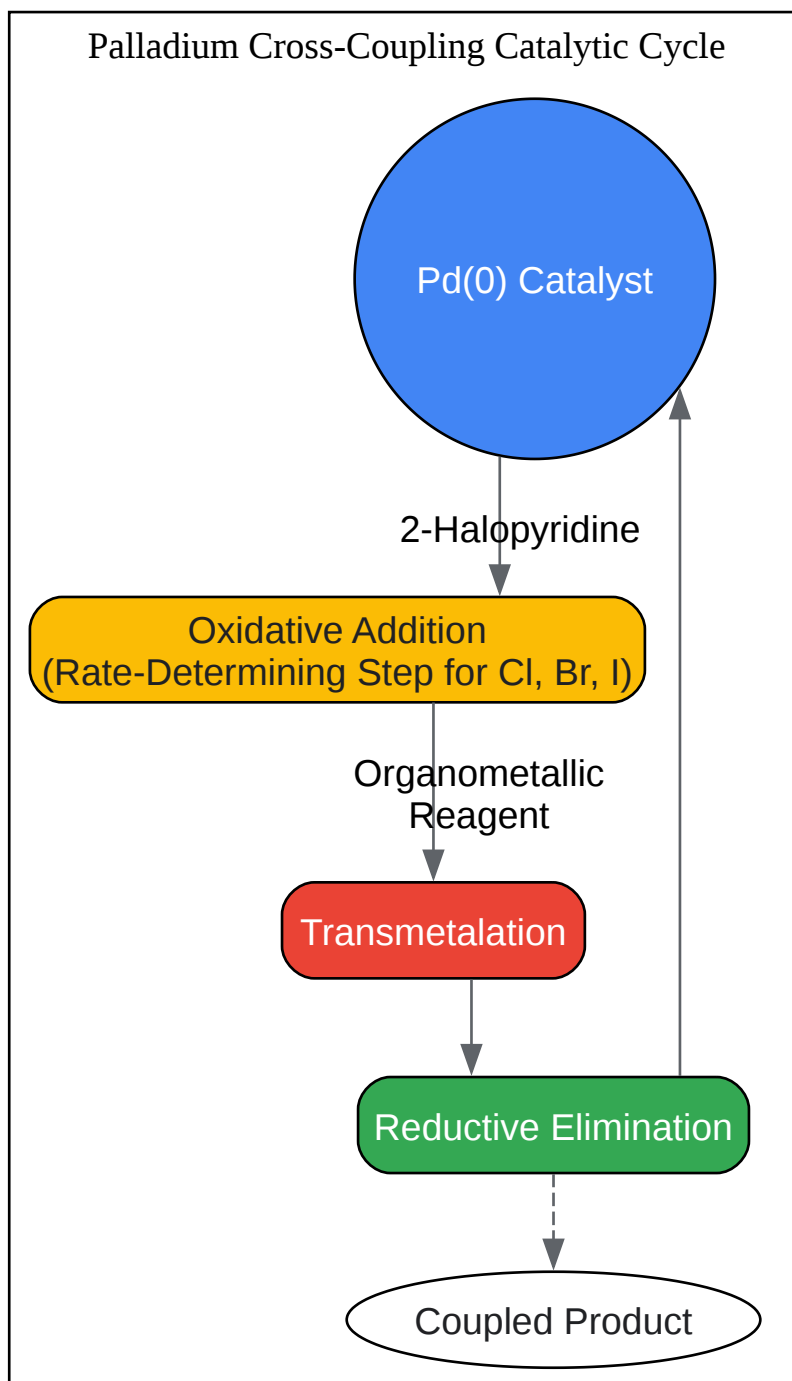 Palladium Cross-Coupling Catalytic Cycle
Pd(0) Catalyst
2-Halopyridine
Oxidative Addition
(Rate-Determining Step for Cl, Br, I)
Organometallic
Reagent
Transmetalation
Reductive Elimination
Coupled Product